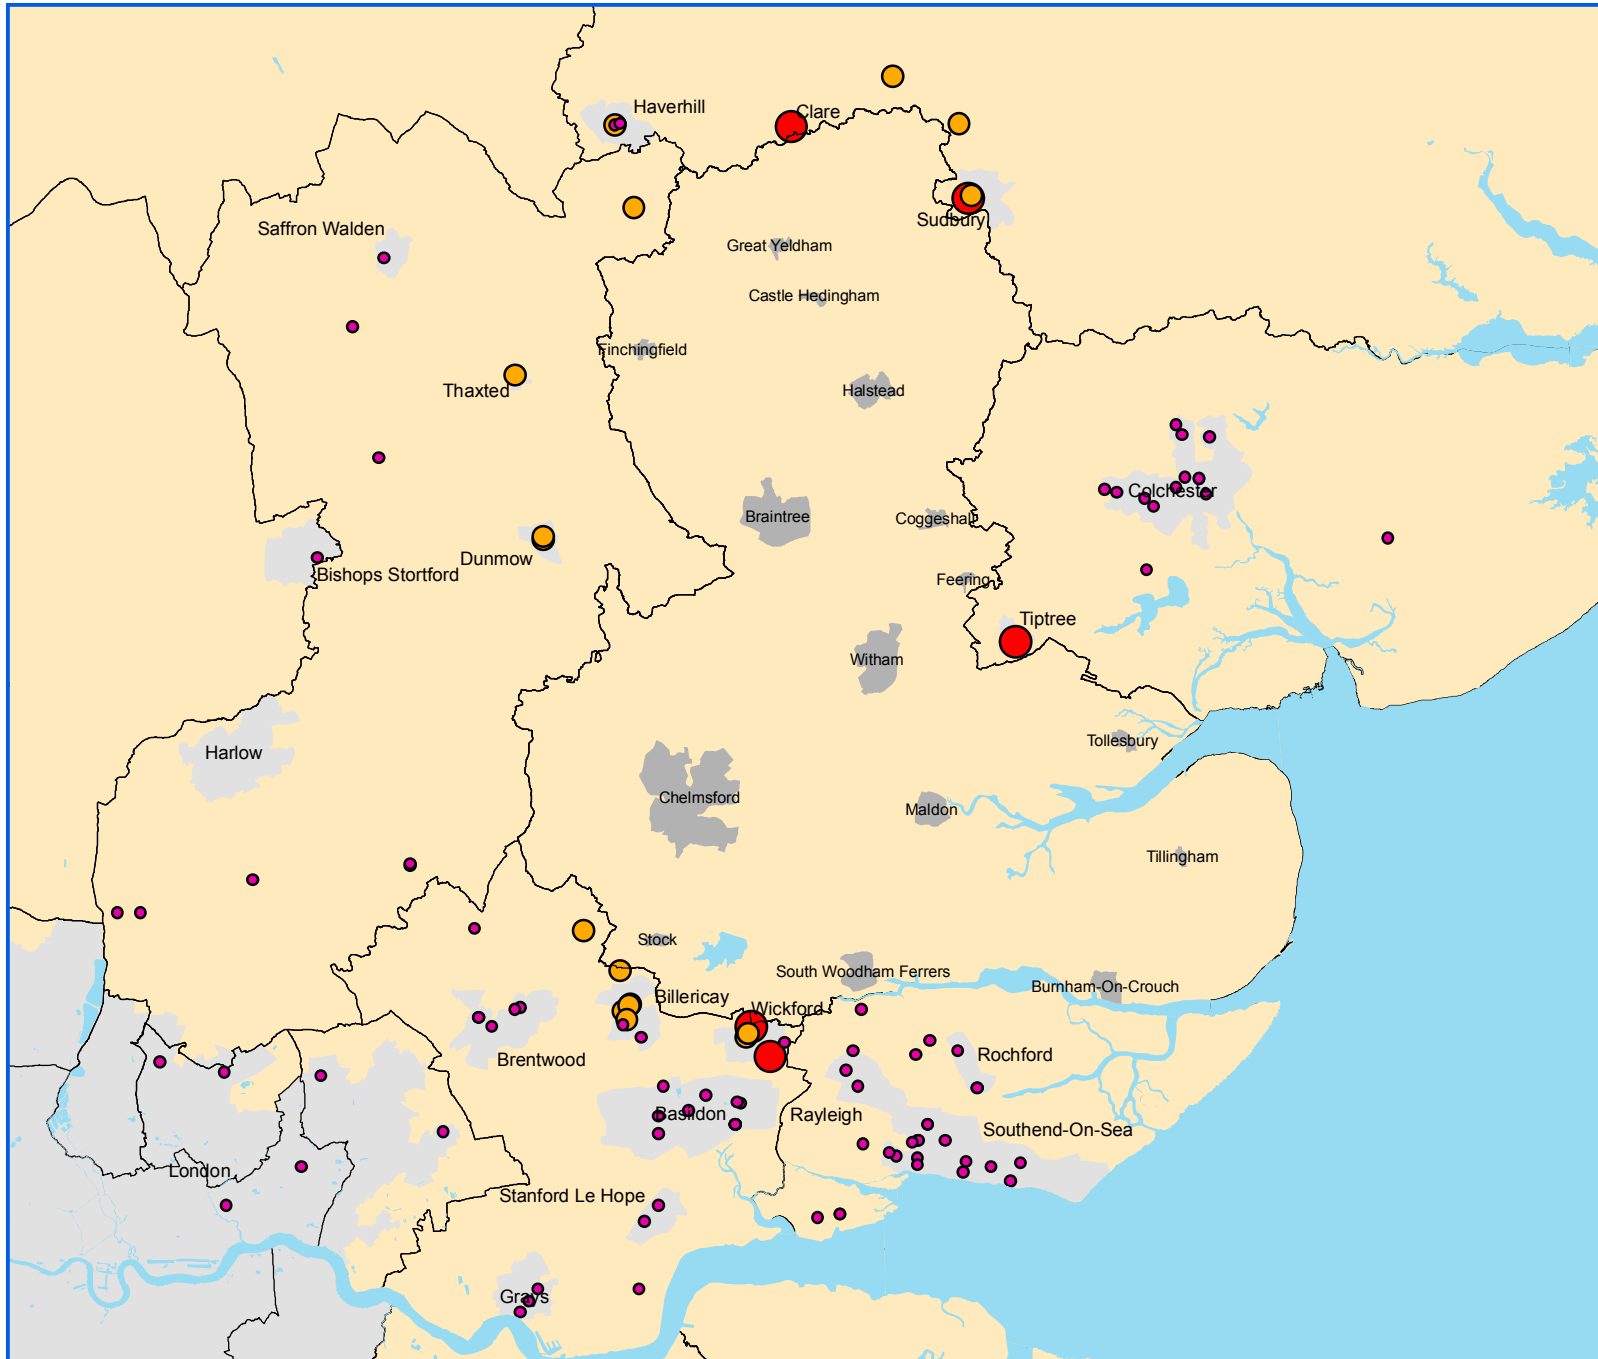 Haverhill
Clare
Sudbury
Saffron Walden
Great Yeldham
Castle Hedingham
Finchingfield
Thaxted
Halstead
Colchester
Braintree
Coggeshall
Dunmow
Bishops Stortford
Feering
Tiptree
Witham
Harlow
Tollesbury
Chelmsford
Maldon
Tillingham
Stock
South Woodham Ferrers
Burnham-On-Crouch
Billericay
Wickford
Brentwood
Rochford
Basildon
Rayleigh
Southend-On-Sea
London
Stanford Le Hope
Grays